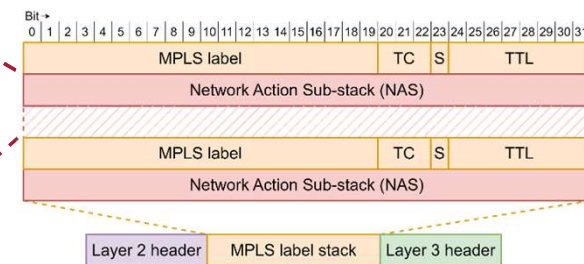 Bit→
0 1 2 3 4 5 6 7 8 9 10 11 12 13 14 15 16 17 18 19 20 21 22 23 24 25 26 27 28 29 30 31
MPLS label TC S TTL
Network Action Sub-stack (NAS)
MPLS label TC S TTL
Network Action Sub-stack (NAS)
Layer 2 header MPLS label stack Layer 3 header